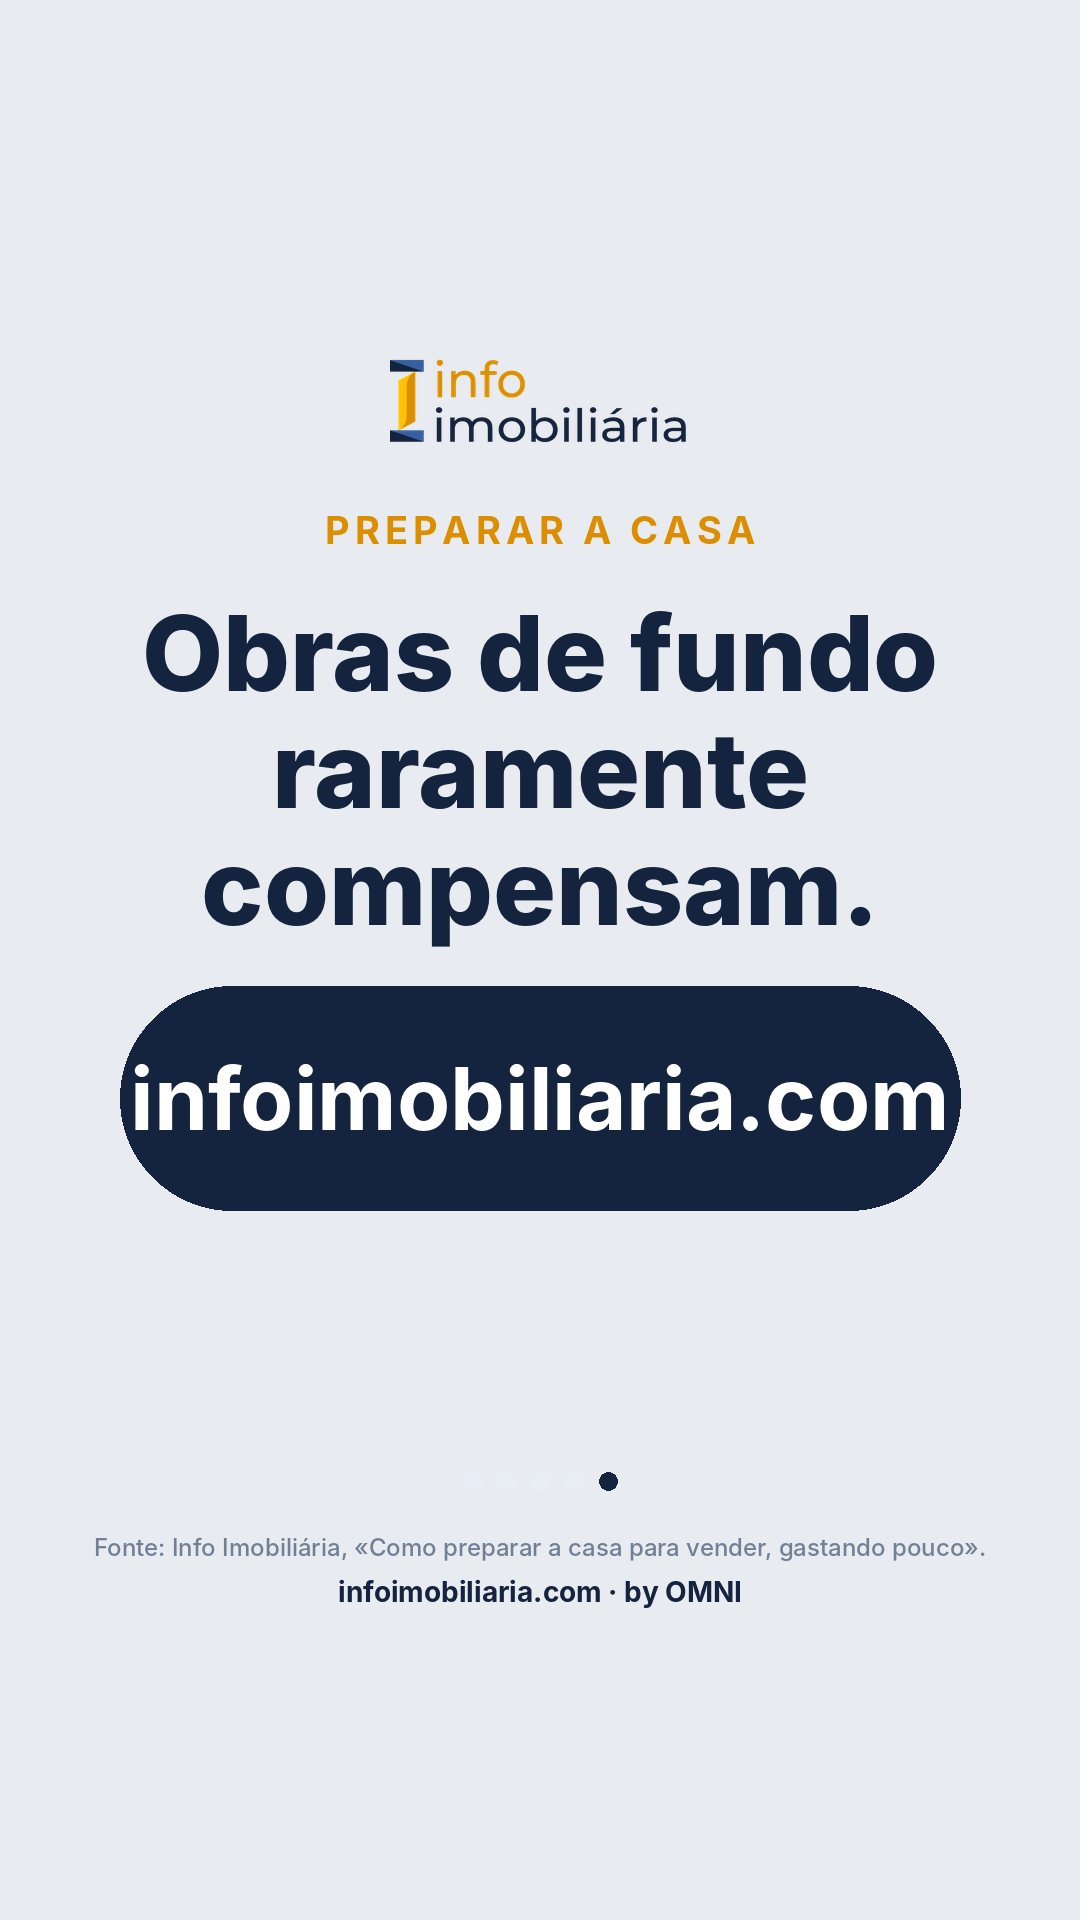 info
imobiliária
PREPARAR A CASA
Obras de fundo
raramente
compensam.
infoimobiliaria.com
Fonte: Info Imobiliária, «Como preparar a casa para vender, gastando pouco».
infoimobiliaria.com · by OMNI